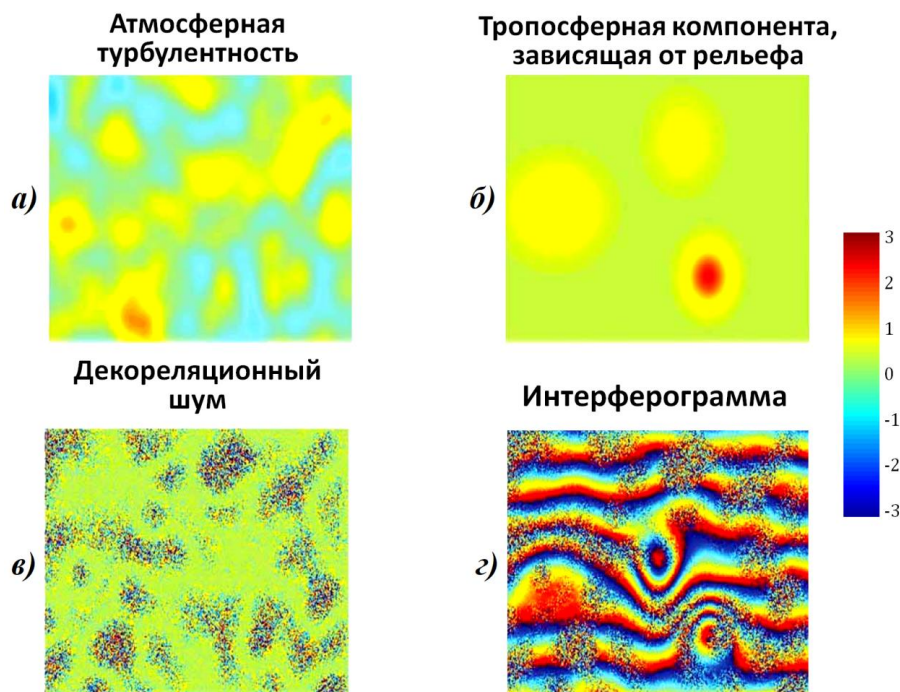 Атмосферная
турбулентность
Тропосферная компонента,
зависящая от рельефа
а)
б)
3
2
1
0
-1
-2
-3
Декореляционный
шум
Интерферограмма
в)
г)